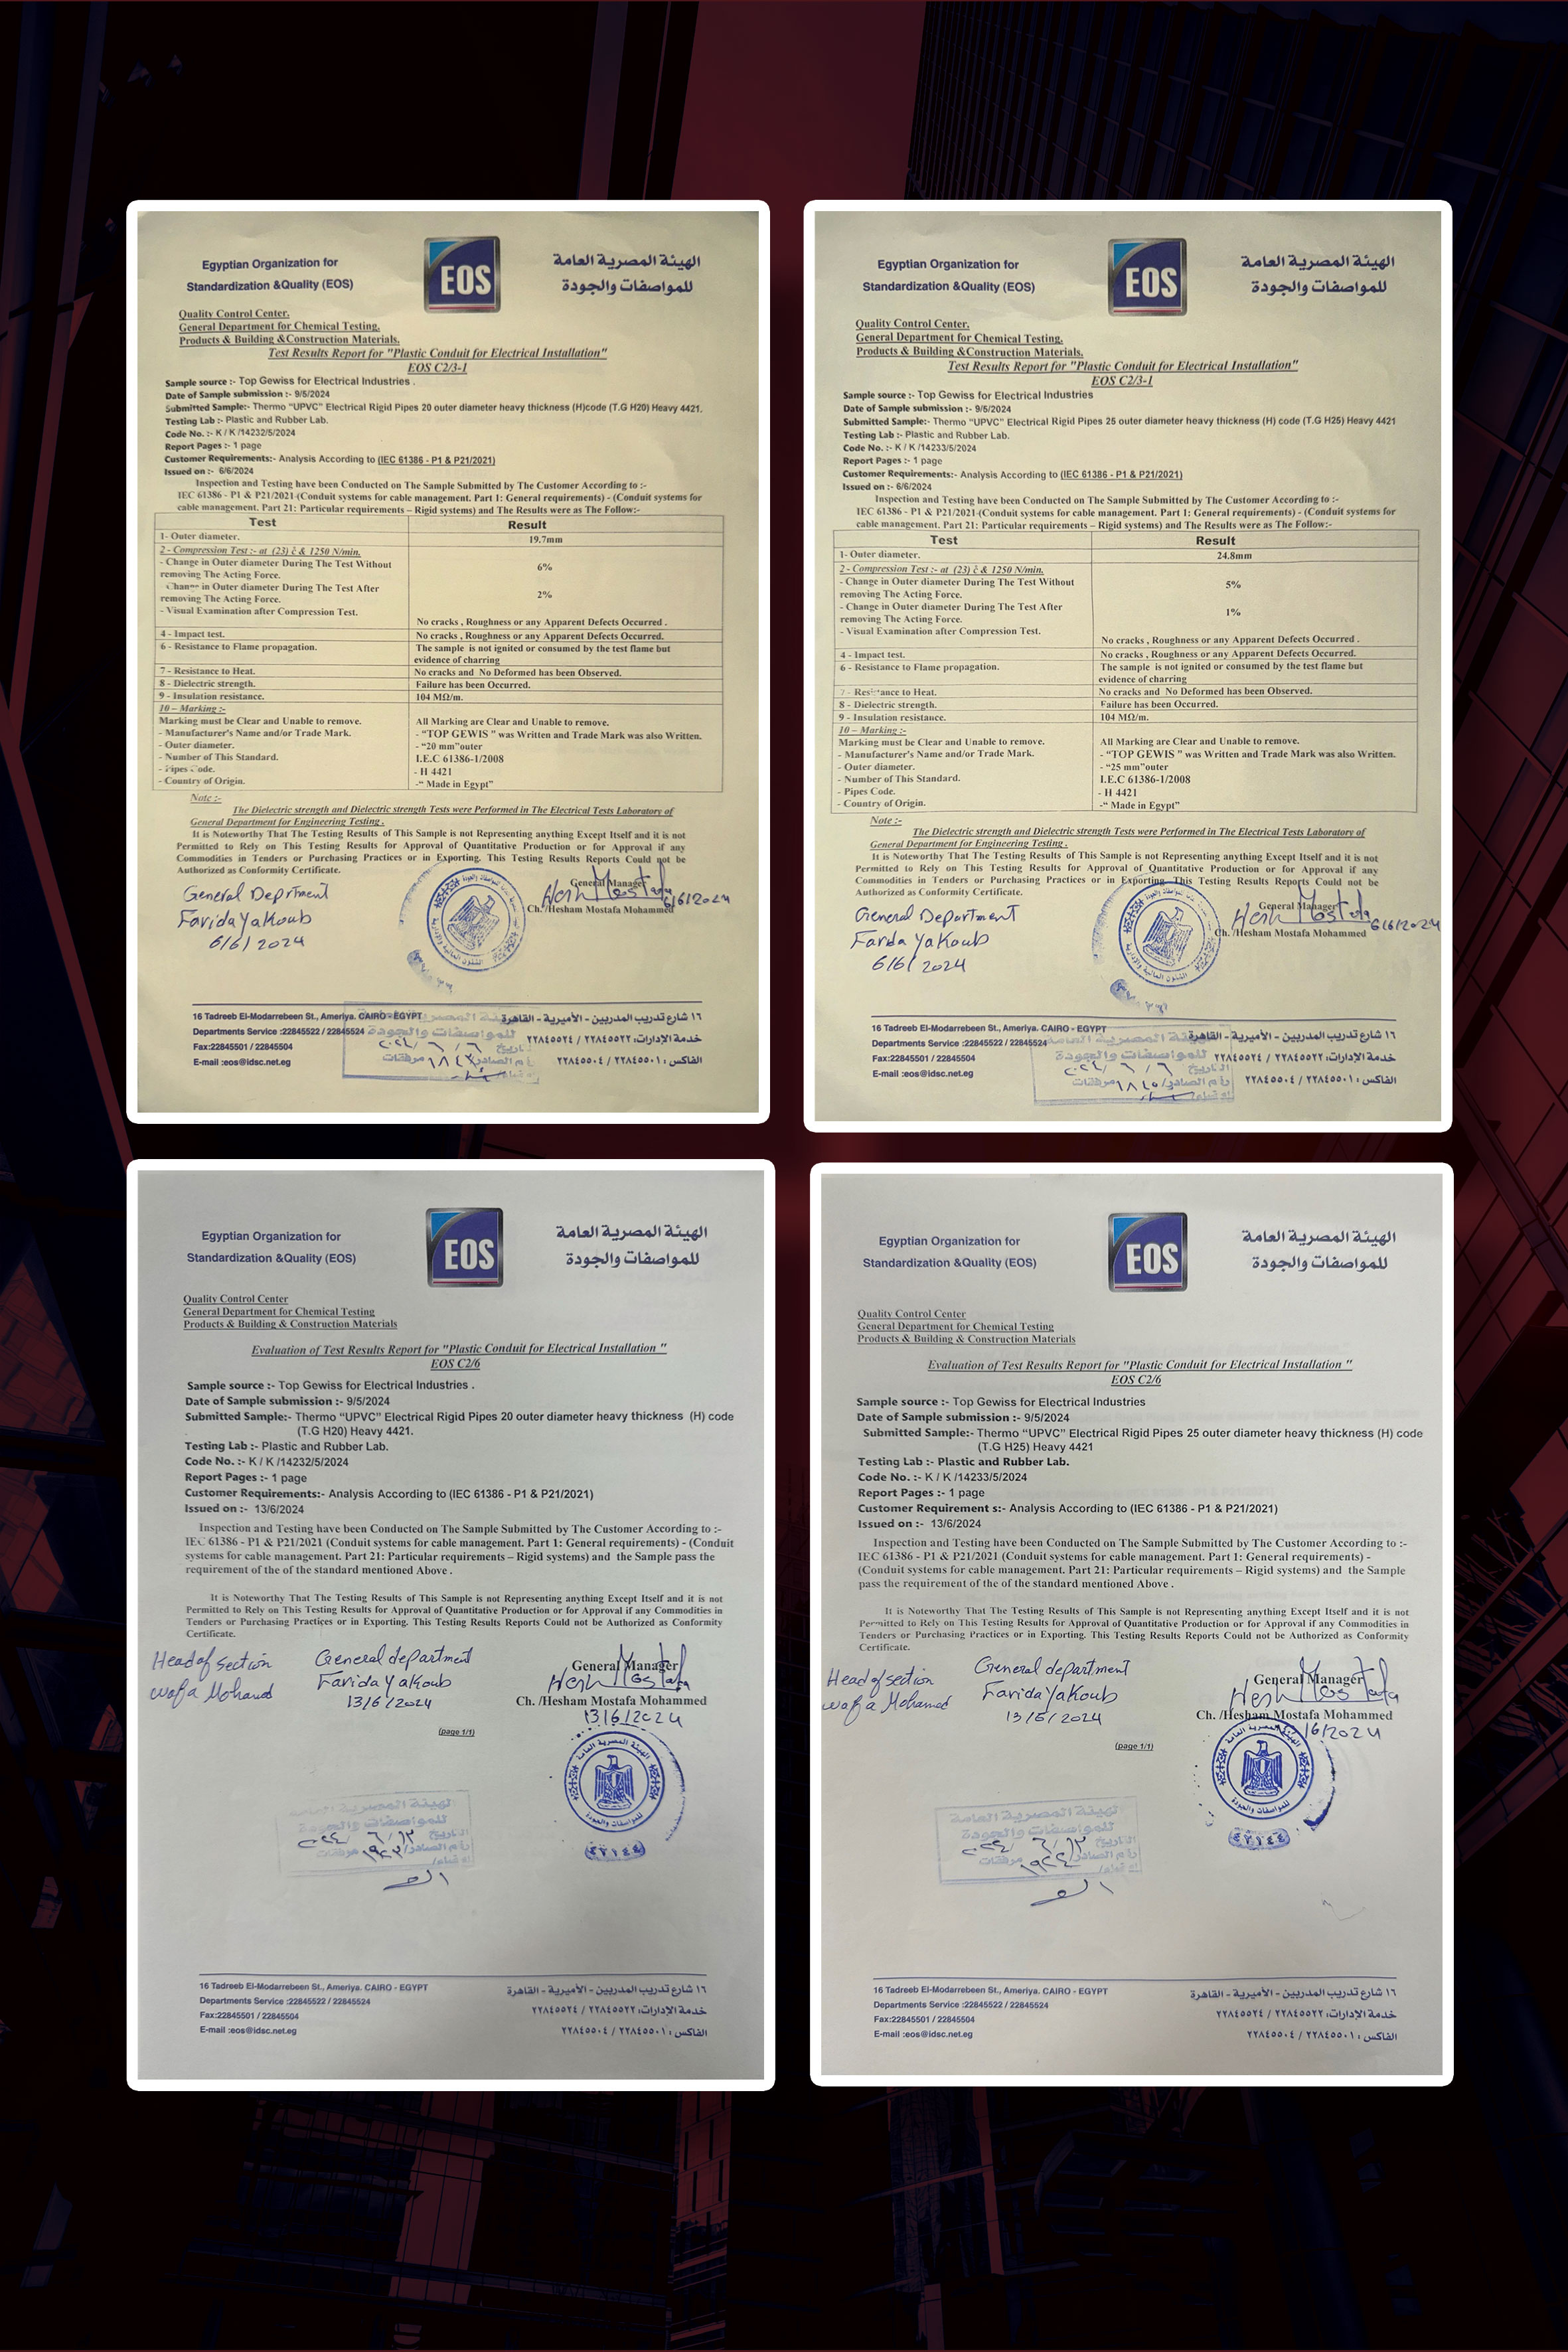 Egyptian Organization for
Standardization &Quality (EOS)
EOS
الهيئة المصرية العامة
للمواصفات والجودة
Quality Control Center.
General Department for Chemical Testing.
Products & Building &Construction Materials.
Test Results Report for "Plastic Conduit for Electrical Installation"
EOS C2/3-1
Sample source :- Top Gewiss for Electrical Industries .
Date of Sample submission :- 9/5/2024
Submitted Sample:- Thermo "UPVC" Electrical Rigid Pipes 20 outer diameter heavy thickness (H)code (T.G H20) Heavy 4421.
Testing Lab :- Plastic and Rubber Lab.
Code No. :- K / K /14232/5/2024
Report Pages :- 1 page
Customer Requirements:- Analysis According to (IEC 61386 - P1 & P21/2021)
Issued on :- 6/6/2024
Inspection and Testing have been Conducted on The Sample Submitted by The Customer According to :-
IEC 61386 - P1 & P21/2021 (Conduit systems for cable management. Part 1: General requirements) - (Conduit systems for
cable management. Part 21: Particular requirements – Rigid systems) and The Results were as The Follow:-
Test Result
1- Outer diameter. 19.7mm
2 - Compression Test :- at (23) c̊ & 1250 N/min.
- Change in Outer diameter During The Test Without
removing The Acting Force. 6%
- Change in Outer diameter During The Test After
removing The Acting Force. 2%
- Visual Examination after Compression Test.
No cracks , Roughness or any Apparent Defects Occurred .
4 - Impact test. No cracks , Roughness or any Apparent Defects Occurred.
6 - Resistance to Flame propagation. The sample is not ignited or consumed by the test flame but
evidence of charring
7 - Resistance to Heat. No cracks and No Deformed has been Observed.
8 - Dielectric strength. Failure has been Occurred.
9 - Insulation resistance. 104 MΩ/m.
10 – Marking :-
Marking must be Clear and Unable to remove. All Marking are Clear and Unable to remove.
- Manufacturer's Name and/or Trade Mark. - "TOP GEWIS " was Written and Trade Mark was also Written.
- Outer diameter. - "20 mm"outer
- Number of This Standard. I.E.C 61386-1/2008
- Pipes Code. - H 4421
- Country of Origin. -" Made in Egypt"
Note :-
The Dielectric strength and Dielectric strength Tests were Performed in The Electrical Tests Laboratory of
General Department for Engineering Testing .
It is Noteworthy That The Testing Results of This Sample is not Representing anything Except Itself and it is not
Permitted to Rely on This Testing Results for Approval of Quantitative Production or for Approval if any
Commodities in Tenders or Purchasing Practices or in Exporting. This Testing Results Reports Could not be
Authorized as Conformity Certificate.
General Deprtment
Farida Yakoub
6/6/2024
General Manager
Ch. /Hesham Mostafa Mohammed
6/6/2024
16 Tadreeb El-Modarrebeen St., Ameriya. CAIRO - EGYPT
Departments Service :22845522 / 22845524
Fax:22845501 / 22845504
E-mail :eos@idsc.net.eg
١٦ شارع تدريب المدربين - الأميرية - القاهرة
خدمة الإدارات: ٢٢٨٤٥٥٢٢ / ٢٢٨٤٥٥٢٤
الفاكس : ٢٢٨٤٥٥٠١ / ٢٢٨٤٥٥٠٤
Egyptian Organization for
Standardization &Quality (EOS)
EOS
الهيئة المصرية العامة
للمواصفات والجودة
Quality Control Center.
General Department for Chemical Testing.
Products & Building &Construction Materials.
Test Results Report for "Plastic Conduit for Electrical Installation"
EOS C2/3-1
Sample source :- Top Gewiss for Electrical Industries
Date of Sample submission :- 9/5/2024
Submitted Sample:- Thermo "UPVC" Electrical Rigid Pipes 25 outer diameter heavy thickness (H) code (T.G H25) Heavy 4421
Testing Lab :- Plastic and Rubber Lab.
Code No. :- K / K /14233/5/2024
Report Pages :- 1 page
Customer Requirements:- Analysis According to (IEC 61386 - P1 & P21/2021)
Issued on :- 6/6/2024
Inspection and Testing have been Conducted on The Sample Submitted by The Customer According to :-
IEC 61386 - P1 & P21/2021 (Conduit systems for cable management. Part 1: General requirements) - (Conduit systems for
cable management. Part 21: Particular requirements – Rigid systems) and The Results were as The Follow:-
Test Result
1- Outer diameter. 24.8mm
2 - Compression Test :- at (23) c̊ & 1250 N/min.
- Change in Outer diameter During The Test Without
removing The Acting Force. 5%
- Change in Outer diameter During The Test After
removing The Acting Force. 1%
- Visual Examination after Compression Test.
No cracks , Roughness or any Apparent Defects Occurred .
4 - Impact test. No cracks , Roughness or any Apparent Defects Occurred.
6 - Resistance to Flame propagation. The sample is not ignited or consumed by the test flame but
evidence of charring
7 - Resistance to Heat. No cracks and No Deformed has been Observed.
8 - Dielectric strength. Failure has been Occurred.
9 - Insulation resistance. 104 MΩ/m.
10 – Marking :-
Marking must be Clear and Unable to remove. All Marking are Clear and Unable to remove.
- Manufacturer's Name and/or Trade Mark. - "TOP GEWIS " was Written and Trade Mark was also Written.
- Outer diameter. - "25 mm"outer
- Number of This Standard. I.E.C 61386-1/2008
- Pipes Code. - H 4421
- Country of Origin. -" Made in Egypt"
Note :-
The Dielectric strength and Dielectric strength Tests were Performed in The Electrical Tests Laboratory of
General Department for Engineering Testing .
It is Noteworthy That The Testing Results of This Sample is not Representing anything Except Itself and it is not
Permitted to Rely on This Testing Results for Approval of Quantitative Production or for Approval if any
Commodities in Tenders or Purchasing Practices or in Exporting. This Testing Results Reports Could not be
Authorized as Conformity Certificate.
General Department
Farida Yakoub
6/6/2024
General Manager
Ch. /Hesham Mostafa Mohammed
6/6/2024
16 Tadreeb El-Modarrebeen St., Ameriya. CAIRO - EGYPT
Departments Service :22845522 / 22845524
Fax:22845501 / 22845504
E-mail :eos@idsc.net.eg
١٦ شارع تدريب المدربين - الأميرية - القاهرة
خدمة الإدارات: ٢٢٨٤٥٥٢٢ / ٢٢٨٤٥٥٢٤
الفاكس : ٢٢٨٤٥٥٠١ / ٢٢٨٤٥٥٠٤
Egyptian Organization for
Standardization &Quality (EOS)
EOS
الهيئة المصرية العامة
للمواصفات والجودة
Quality Control Center
General Department for Chemical Testing
Products & Building & Construction Materials
Evaluation of Test Results Report for "Plastic Conduit for Electrical Installation "
EOS C2/6
Sample source :- Top Gewiss for Electrical Industries .
Date of Sample submission :- 9/5/2024
Submitted Sample:- Thermo "UPVC" Electrical Rigid Pipes 20 outer diameter heavy thickness (H) code
(T.G H20) Heavy 4421.
Testing Lab :- Plastic and Rubber Lab.
Code No. :- K / K /14232/5/2024
Report Pages :- 1 page
Customer Requirements:- Analysis According to (IEC 61386 - P1 & P21/2021)
Issued on :- 13/6/2024
Inspection and Testing have been Conducted on The Sample Submitted by The Customer According to :-
IEC 61386 - P1 & P21/2021 (Conduit systems for cable management. Part 1: General requirements) - (Conduit
systems for cable management. Part 21: Particular requirements – Rigid systems) and the Sample pass the
requirement of the of the standard mentioned Above .
It is Noteworthy That The Testing Results of This Sample is not Representing anything Except Itself and it is not
Permitted to Rely on This Testing Results for Approval of Quantitative Production or for Approval if any Commodities in
Tenders or Purchasing Practices or in Exporting. This Testing Results Reports Could not be Authorized as Conformity
Certificate.
Head of section
Wafa Mohamed
General department
Farida Yakoub
13/6/2024
General Manager
Ch. /Hesham Mostafa Mohammed
13/6/2024
(page 1/1)
الهيئة المصرية العامة
للمواصفات والجودة
16 Tadreeb El-Modarrebeen St., Ameriya. CAIRO - EGYPT
Departments Service :22845522 / 22845524
Fax:22845501 / 22845504
E-mail :eos@idsc.net.eg
١٦ شارع تدريب المدربين - الأميرية - القاهرة
خدمة الإدارات: ٢٢٨٤٥٥٢٢ / ٢٢٨٤٥٥٢٤
الفاكس : ٢٢٨٤٥٥٠١ / ٢٢٨٤٥٥٠٤
Egyptian Organization for
Standardization &Quality (EOS)
EOS
الهيئة المصرية العامة
للمواصفات والجودة
Quality Control Center
General Department for Chemical Testing
Products & Building & Construction Materials
Evaluation of Test Results Report for "Plastic Conduit for Electrical Installation "
EOS C2/6
Sample source :- Top Gewiss for Electrical Industries
Date of Sample submission :- 9/5/2024
Submitted Sample:- Thermo "UPVC" Electrical Rigid Pipes 25 outer diameter heavy thickness (H) code
(T.G H25) Heavy 4421
Testing Lab :- Plastic and Rubber Lab.
Code No. :- K / K /14233/5/2024
Report Pages :- 1 page
Customer Requirement s:- Analysis According to (IEC 61386 - P1 & P21/2021)
Issued on :- 13/6/2024
Inspection and Testing have been Conducted on The Sample Submitted by The Customer According to :-
IEC 61386 - P1 & P21/2021 (Conduit systems for cable management. Part 1: General requirements) -
(Conduit systems for cable management. Part 21: Particular requirements – Rigid systems) and the Sample
pass the requirement of the of the standard mentioned Above .
It is Noteworthy That The Testing Results of This Sample is not Representing anything Except Itself and it is not
Permitted to Rely on This Testing Results for Approval of Quantitative Production or for Approval if any Commodities in
Tenders or Purchasing Practices or in Exporting. This Testing Results Reports Could not be Authorized as Conformity
Certificate.
Head of section
Wafa Mohamed
General department
Farida Yakoub
13/6/2024
General Manager
Ch. /Hesham Mostafa Mohammed
6/2024
(page 1/1)
الهيئة المصرية العامة
للمواصفات والجودة
16 Tadreeb El-Modarrebeen St., Ameriya. CAIRO - EGYPT
Departments Service :22845522 / 22845524
Fax:22845501 / 22845504
E-mail :eos@idsc.net.eg
١٦ شارع تدريب المدربين - الأميرية - القاهرة
خدمة الإدارات: ٢٢٨٤٥٥٢٢ / ٢٢٨٤٥٥٢٤
الفاكس : ٢٢٨٤٥٥٠١ / ٢٢٨٤٥٥٠٤